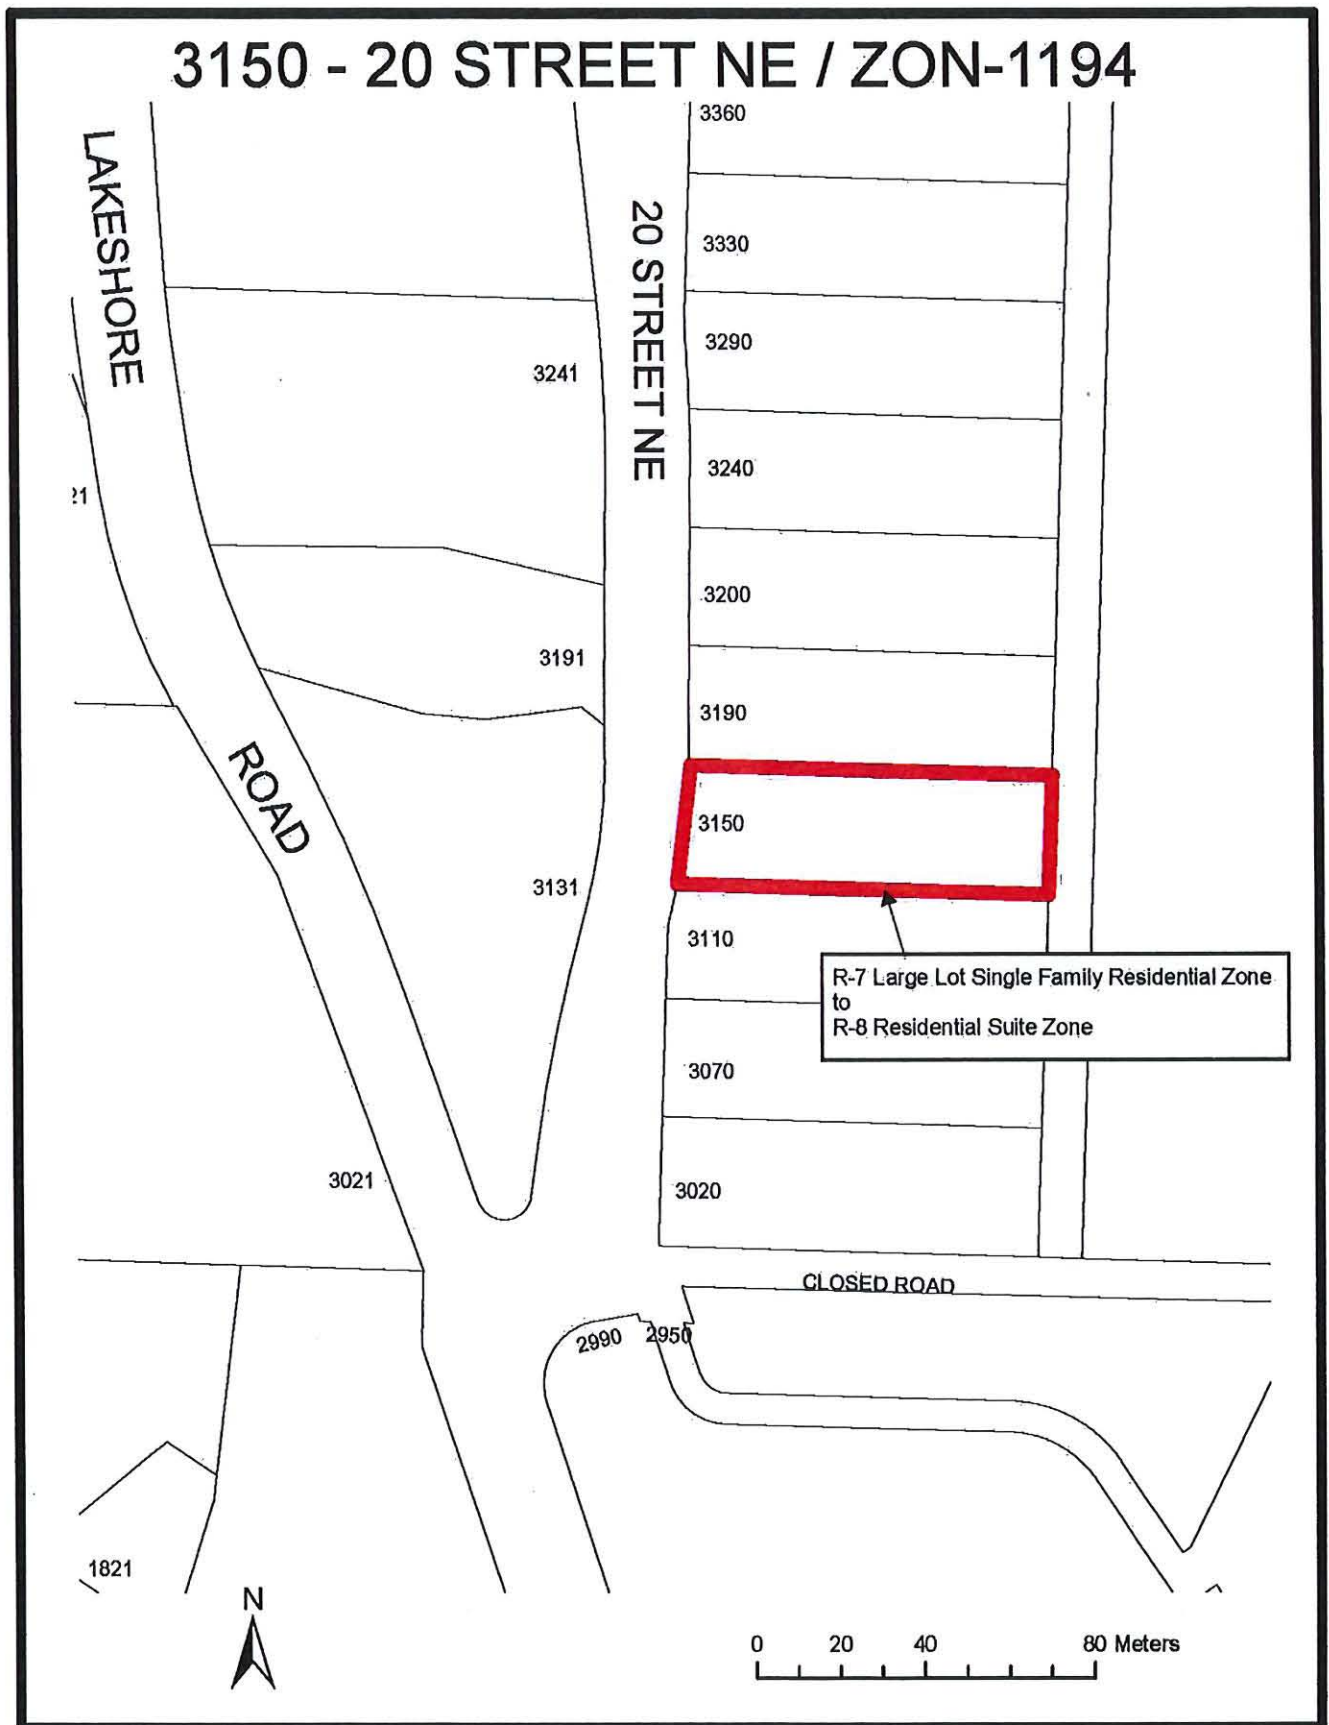 3150 - 20 STREET NE / ZON-1194
LAKESHORE
ROAD
20 STREET NE
3360
3330
3290
3241
3240
21
3200
3191
3190
3150
3131
3110
R-7 Large Lot Single Family Residential Zone
to
R-8 Residential Suite Zone
3070
3021
3020
CLOSED ROAD
2990
2950
1821
N
0 20 40 80 Meters